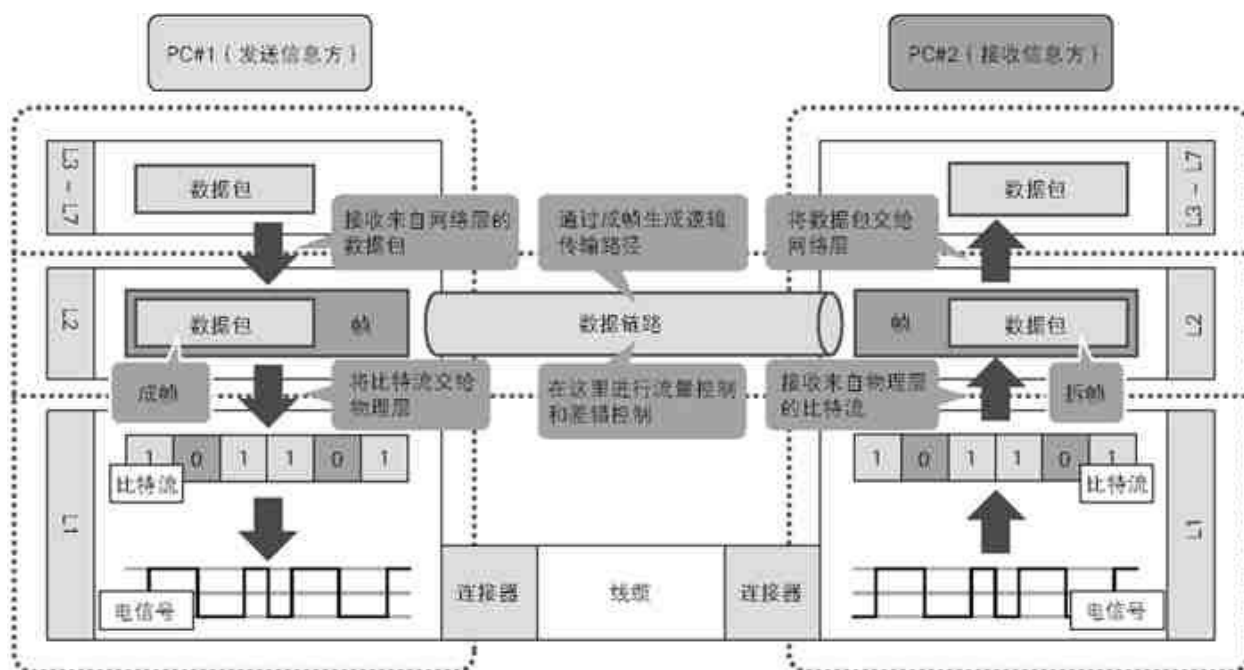 PC#1（发送信息方）
PC#2（接收信息方）
L3～L7
数据包
接收来自网络层的
数据包
通过成帧生成逻辑
传输路径
将数据包交给
网络层
数据包
L3～L7
L2
数据包
帧
数据链路
帧
数据包
L2
成帧
将比特流交给
物理层
在这里进行流量控制
和差错控制
接收来自物理层
的比特流
拆帧
L1
1 0 1 1 0 1
比特流
1 0 1 1 0 1
比特流
L1
电信号
连接器
线缆
连接器
电信号